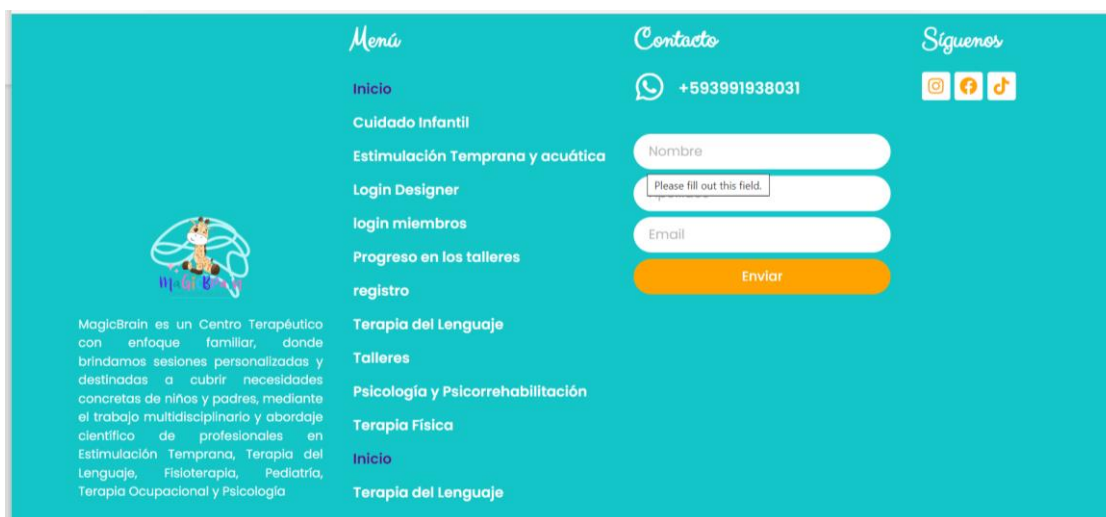 MagicBrain es un Centro Terapéutico
con enfoque familiar, donde
brindamos sesiones personalizadas y
destinadas a cubrir necesidades
concretas de niños y padres, mediante
el trabajo multidisciplinario y abordaje
científico de profesionales en
Estimulación Temprana, Terapia del
Lenguaje, Fisioterapia, Pediatría,
Terapia Ocupacional y Psicología
Menú
Inicio
Cuidado Infantil
Estimulación Temprana y acuática
Login Designer
login miembros
Progreso en los talleres
registro
Terapia del Lenguaje
Talleres
Psicología y Psicorrehabilitación
Terapia Física
Inicio
Terapia del Lenguaje
Contacto
+593991938031
Nombre
Please fill out this field.
Email
Enviar
Síguenos